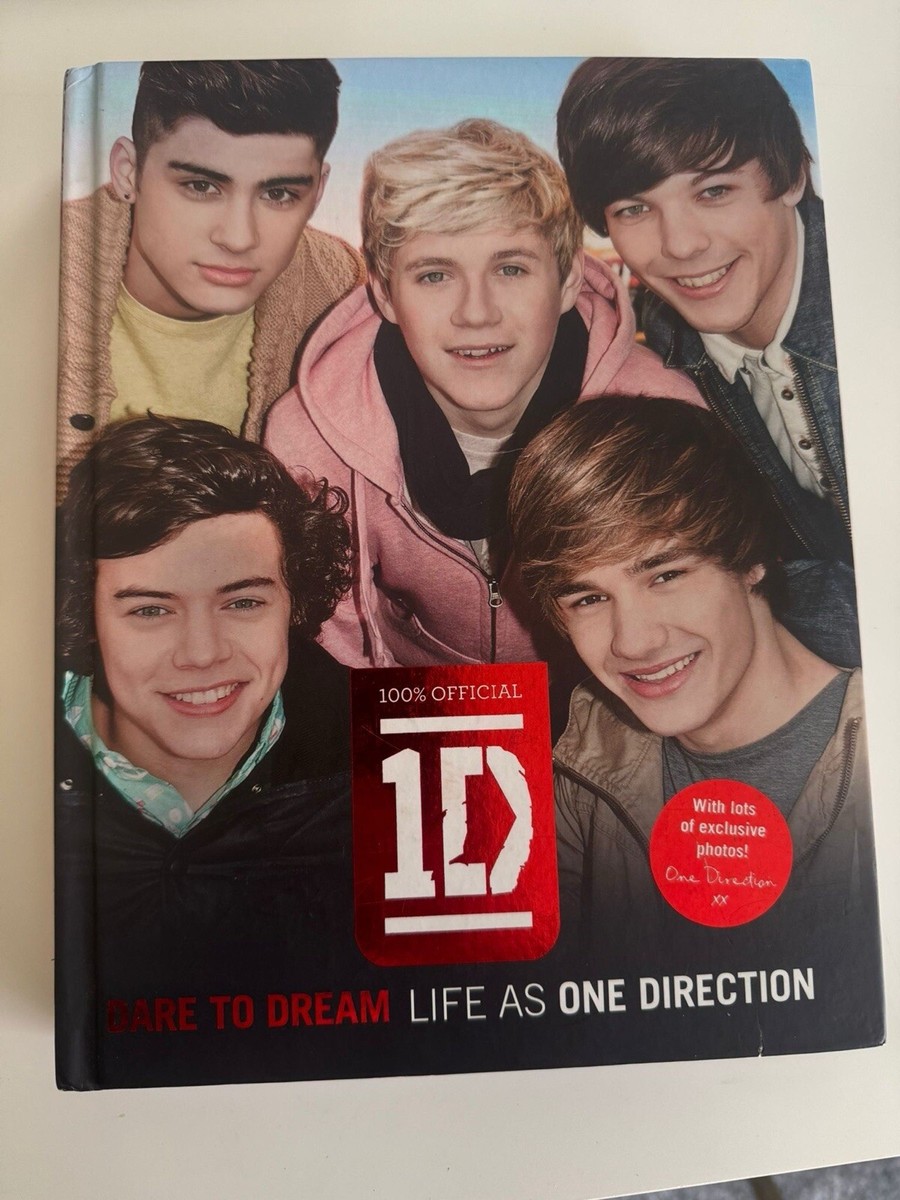 100% OFFICIAL
1D
With lots
of exclusive
photos!
One Direction
xx
DARE TO DREAM LIFE AS ONE DIRECTION